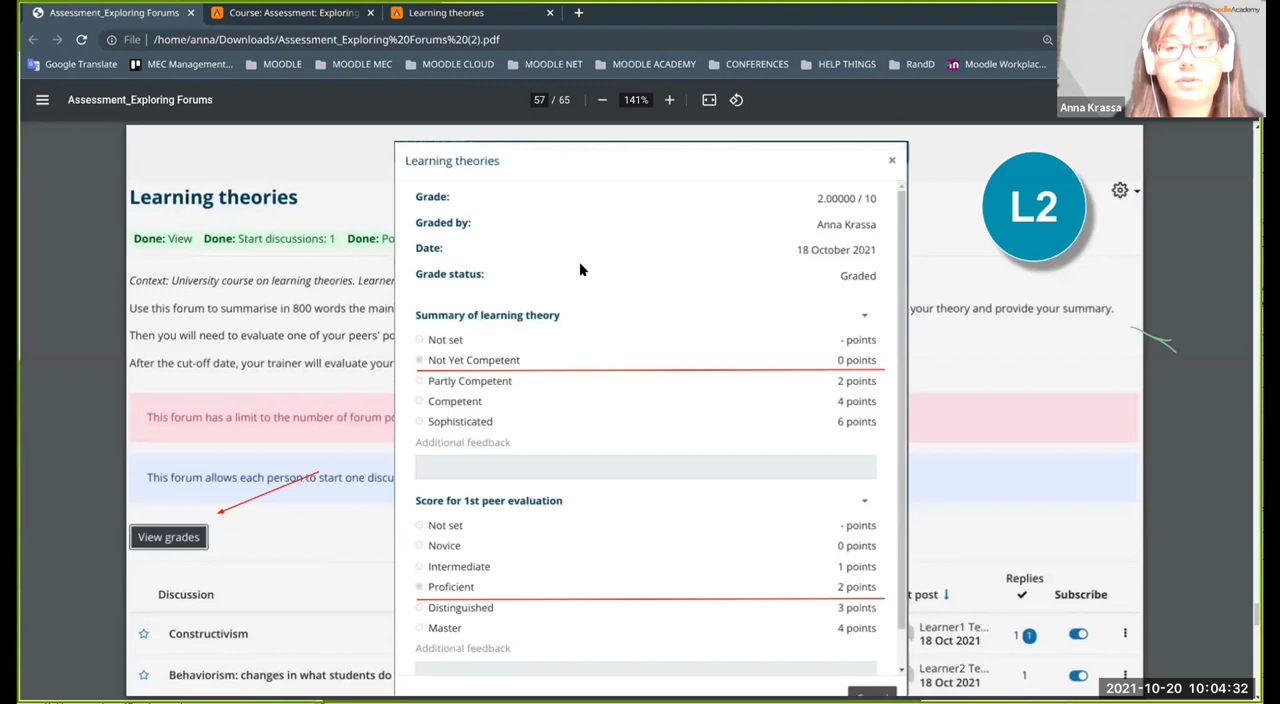 Assessment_Exploring Forums
Course: Assessment: Exploring
Learning theories
File /home/anna/Downloads/Assessment_Exploring%20Forums%20(2).pdf
Google Translate MEC Management... MOODLE MOODLE MEC MOODLE CLOUD MOODLE NET MOODLE ACADEMY CONFERENCES HELP THINGS RandD Moodle Workplac...
Assessment_Exploring Forums 57 / 65 141%
Anna Krassa
Learning theories
Done: View Done: Start discussions: 1 Done: Po
Context: University course on learning theories. Learner
Use this forum to summarise in 800 words the main
your theory and provide your summary.
Then you will need to evaluate one of your peers' po
After the cut-off date, your trainer will evaluate your
This forum has a limit to the number of forum po
This forum allows each person to start one discu
View grades
L2
Learning theories
Grade: 2.00000 / 10
Graded by: Anna Krassa
Date: 18 October 2021
Grade status: Graded
Summary of learning theory
Not set - points
Not Yet Competent 0 points
Partly Competent 2 points
Competent 4 points
Sophisticated 6 points
Additional feedback
Score for 1st peer evaluation
Not set - points
Novice 0 points
Intermediate 1 points
Proficient 2 points
Distinguished 3 points
Master 4 points
Additional feedback
Discussion t post Replies Subscribe
Constructivism Learner1 Te... 18 Oct 2021 1 1
Behaviorism: changes in what students do Learner2 Te... 18 Oct 2021 1
2021-10-20 10:04:32